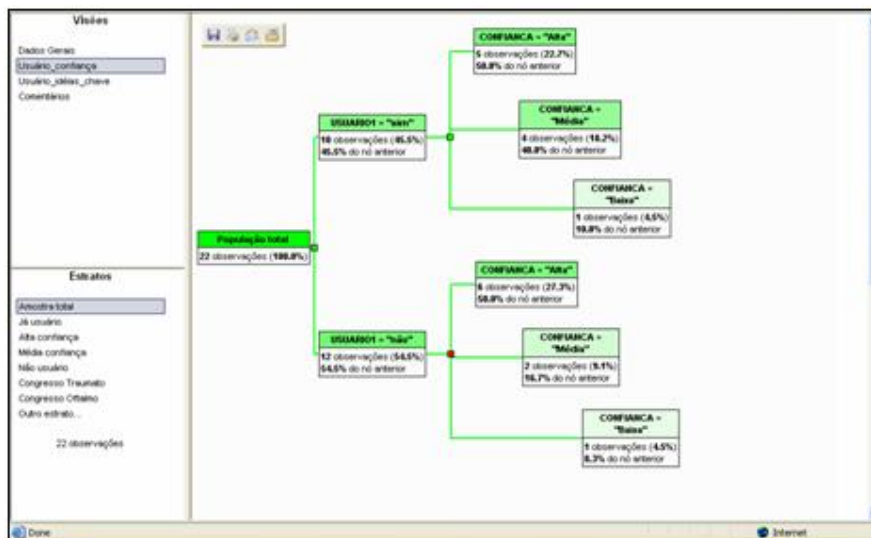 Visões
Dados Gerais
Usuário_confiança
Usuário_idéias_chave
Comentários
Estratos
Amostra total
Já usuário
Alta confiança
Média confiança
Não usuário
Congresso Traumato
Congresso Oftalmo
Outro estrato...
22 observações
População total
22 observações (100.0%)
USUARIO1 = "sim"
10 observações (45.5%)
45.5% do nó anterior
CONFIANCA = "Alta"
5 observações (22.7%)
50.0% do nó anterior
CONFIANCA =
"Média"
4 observações (18.2%)
40.0% do nó anterior
CONFIANCA =
"Baixa"
1 observações (4.5%)
10.0% do nó anterior
USUARIO1 = "não"
12 observações (54.5%)
54.5% do nó anterior
CONFIANCA = "Alta"
6 observações (27.3%)
50.0% do nó anterior
CONFIANCA =
"Média"
2 observações (9.1%)
16.7% do nó anterior
CONFIANCA =
"Baixa"
1 observações (4.5%)
8.3% do nó anterior
Done
Internet